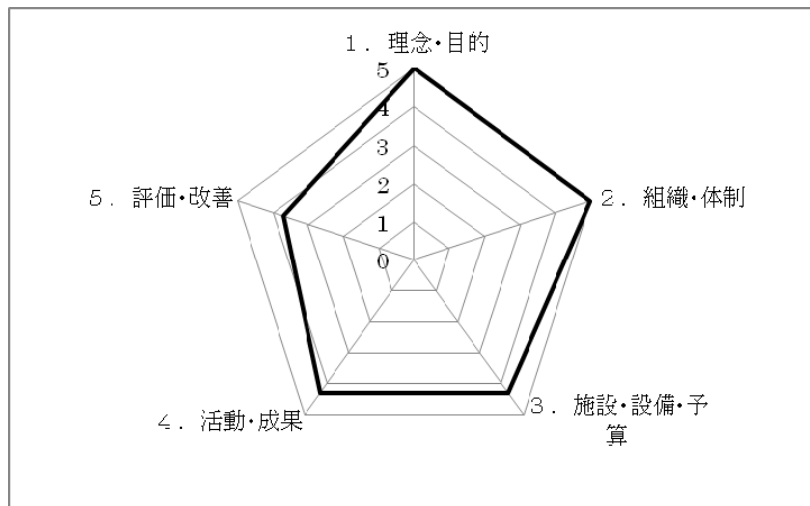 １．理念・目的
5
4
3
2
1
0
２．組織・体制
３．施設・設備・予
算
４．活動・成果
５．評価・改善